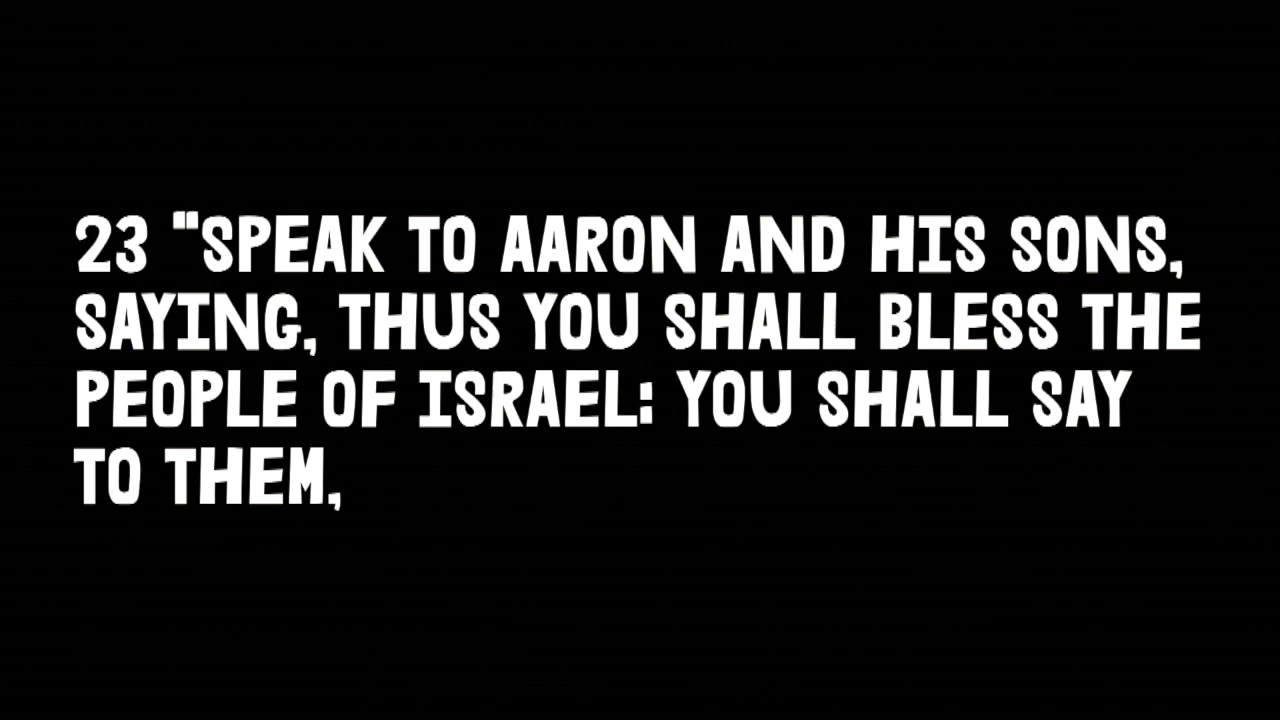 23 "SPEAK TO AARON AND HIS SONS,
SAYING, THUS YOU SHALL BLESS THE
PEOPLE OF ISRAEL: YOU SHALL SAY
TO THEM,